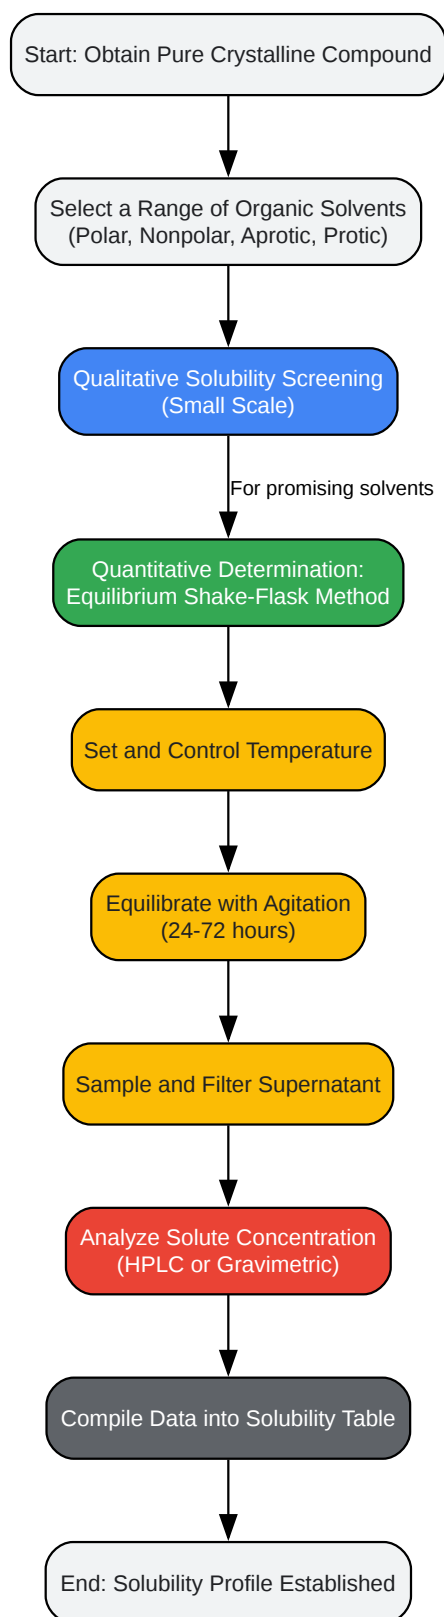 Start: Obtain Pure Crystalline Compound
Select a Range of Organic Solvents
(Polar, Nonpolar, Aprotic, Protic)
Qualitative Solubility Screening
(Small Scale)
For promising solvents
Quantitative Determination:
Equilibrium Shake-Flask Method
Set and Control Temperature
Equilibrate with Agitation
(24-72 hours)
Sample and Filter Supernatant
Analyze Solute Concentration
(HPLC or Gravimetric)
Compile Data into Solubility Table
End: Solubility Profile Established